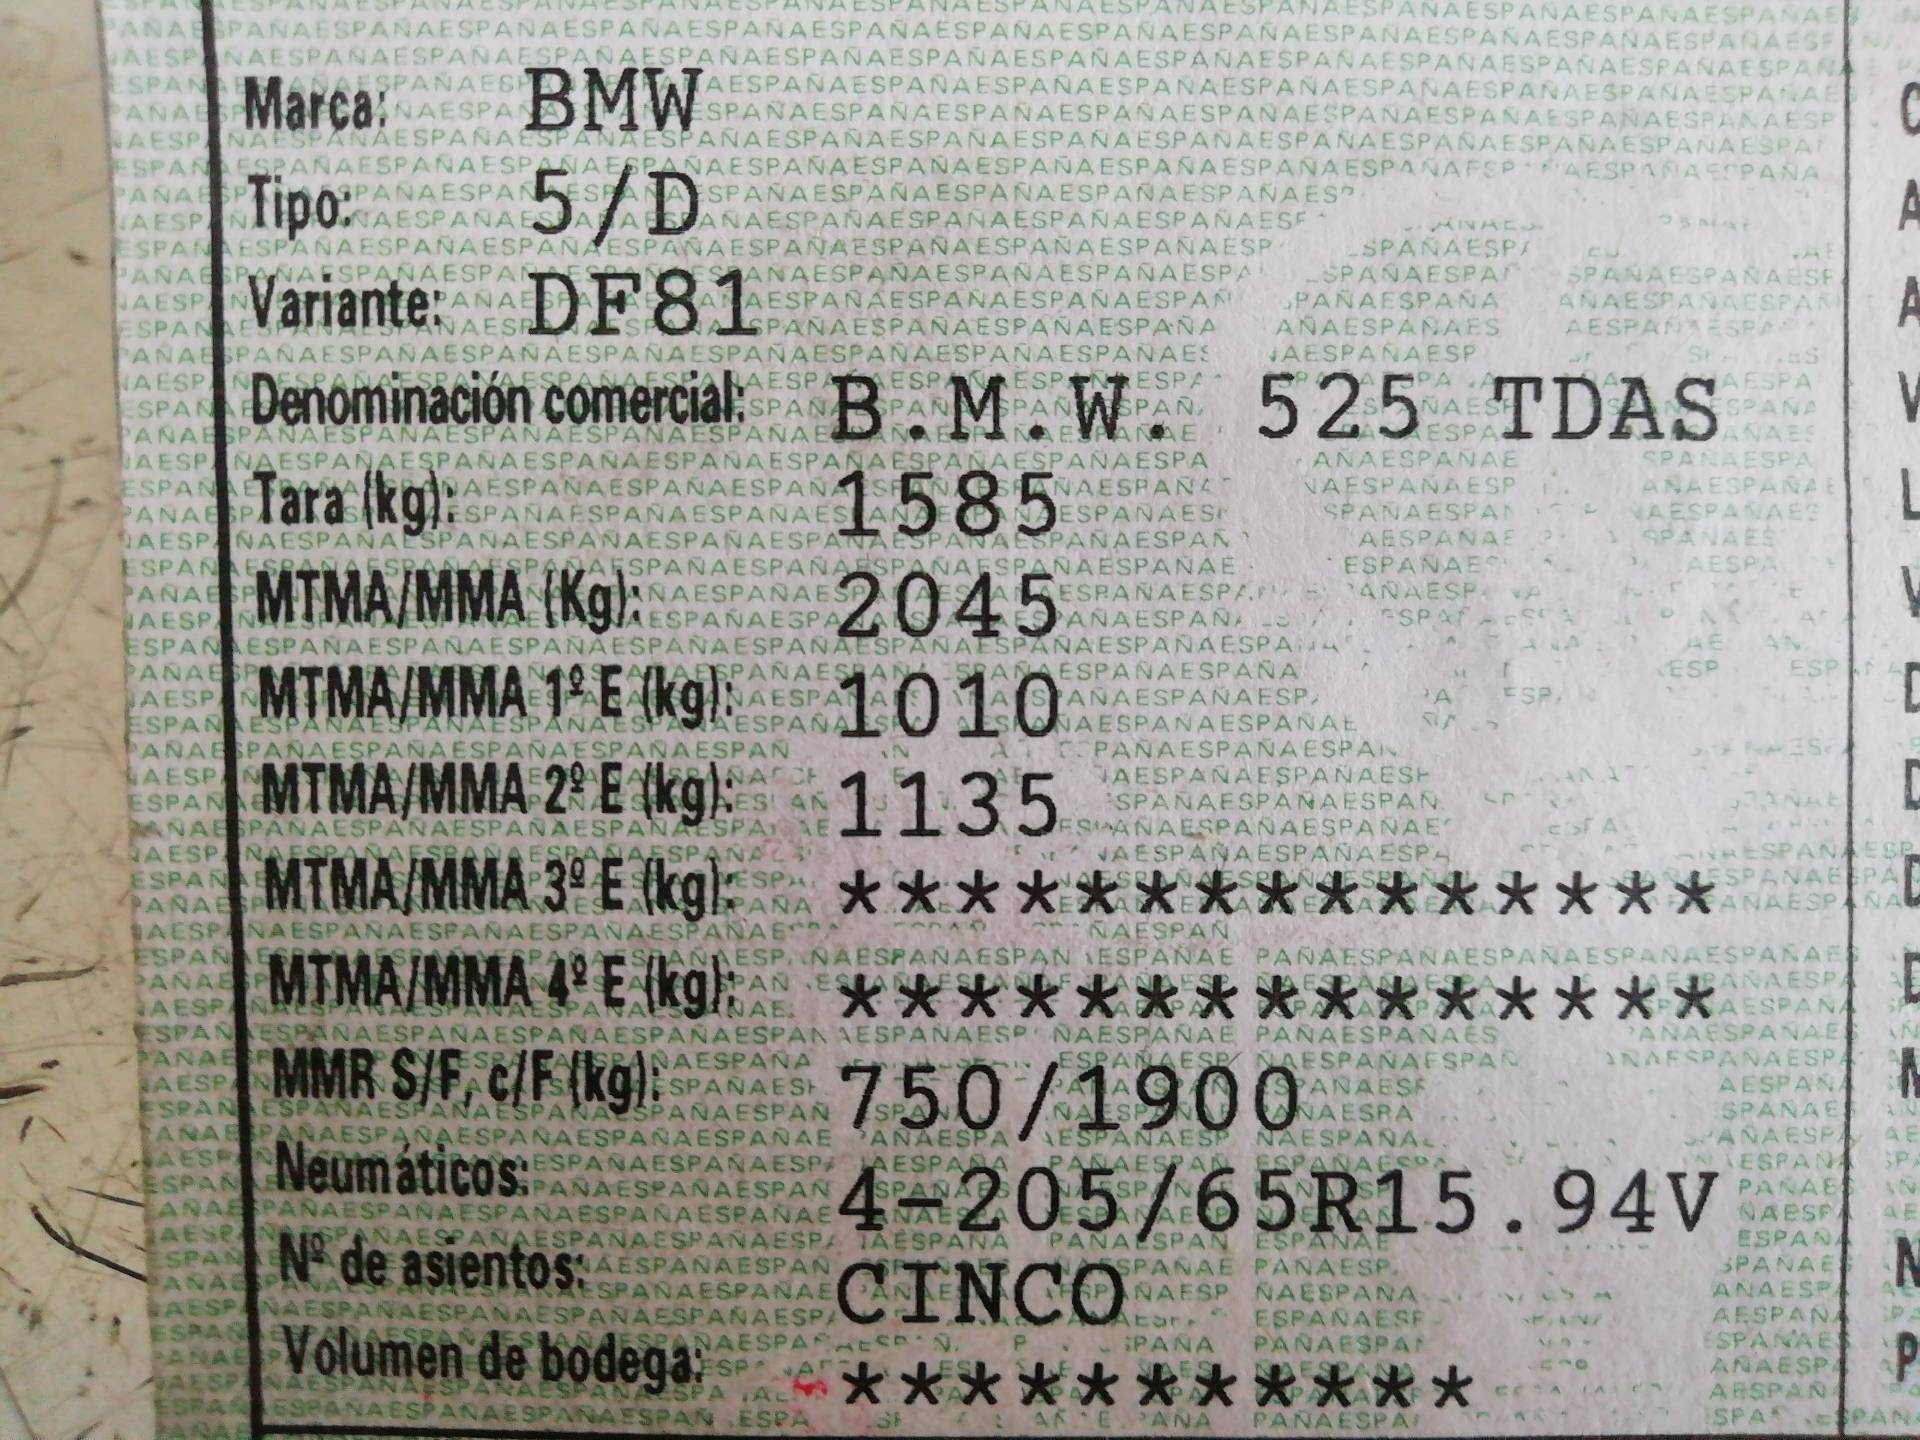 Marca: BMW
Tipo: 5/D
Variante: DF81
Denominación comercial: B.M.W. 525 TDAS
Tara (kg): 1585
MTMA/MMA (Kg): 2045
MTMA/MMA 1º E (kg): 1010
MTMA/MMA 2º E (kg): 1135
MTMA/MMA 3º E (kg): ***************
MTMA/MMA 4º E (kg): ***************
MMR S/F, c/F (kg): 750/1900
Neumáticos: 4-205/65R15.94V
Nº de asientos: CINCO
Volumen de bodega: ***********